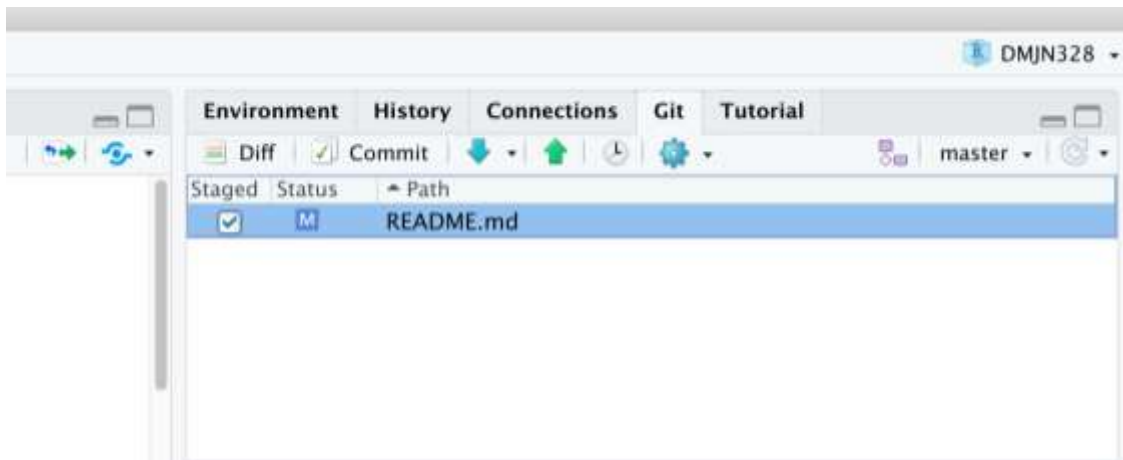 DMJN328
Environment History Connections Git Tutorial
Diff Commit master
Staged Status Path
M README.md